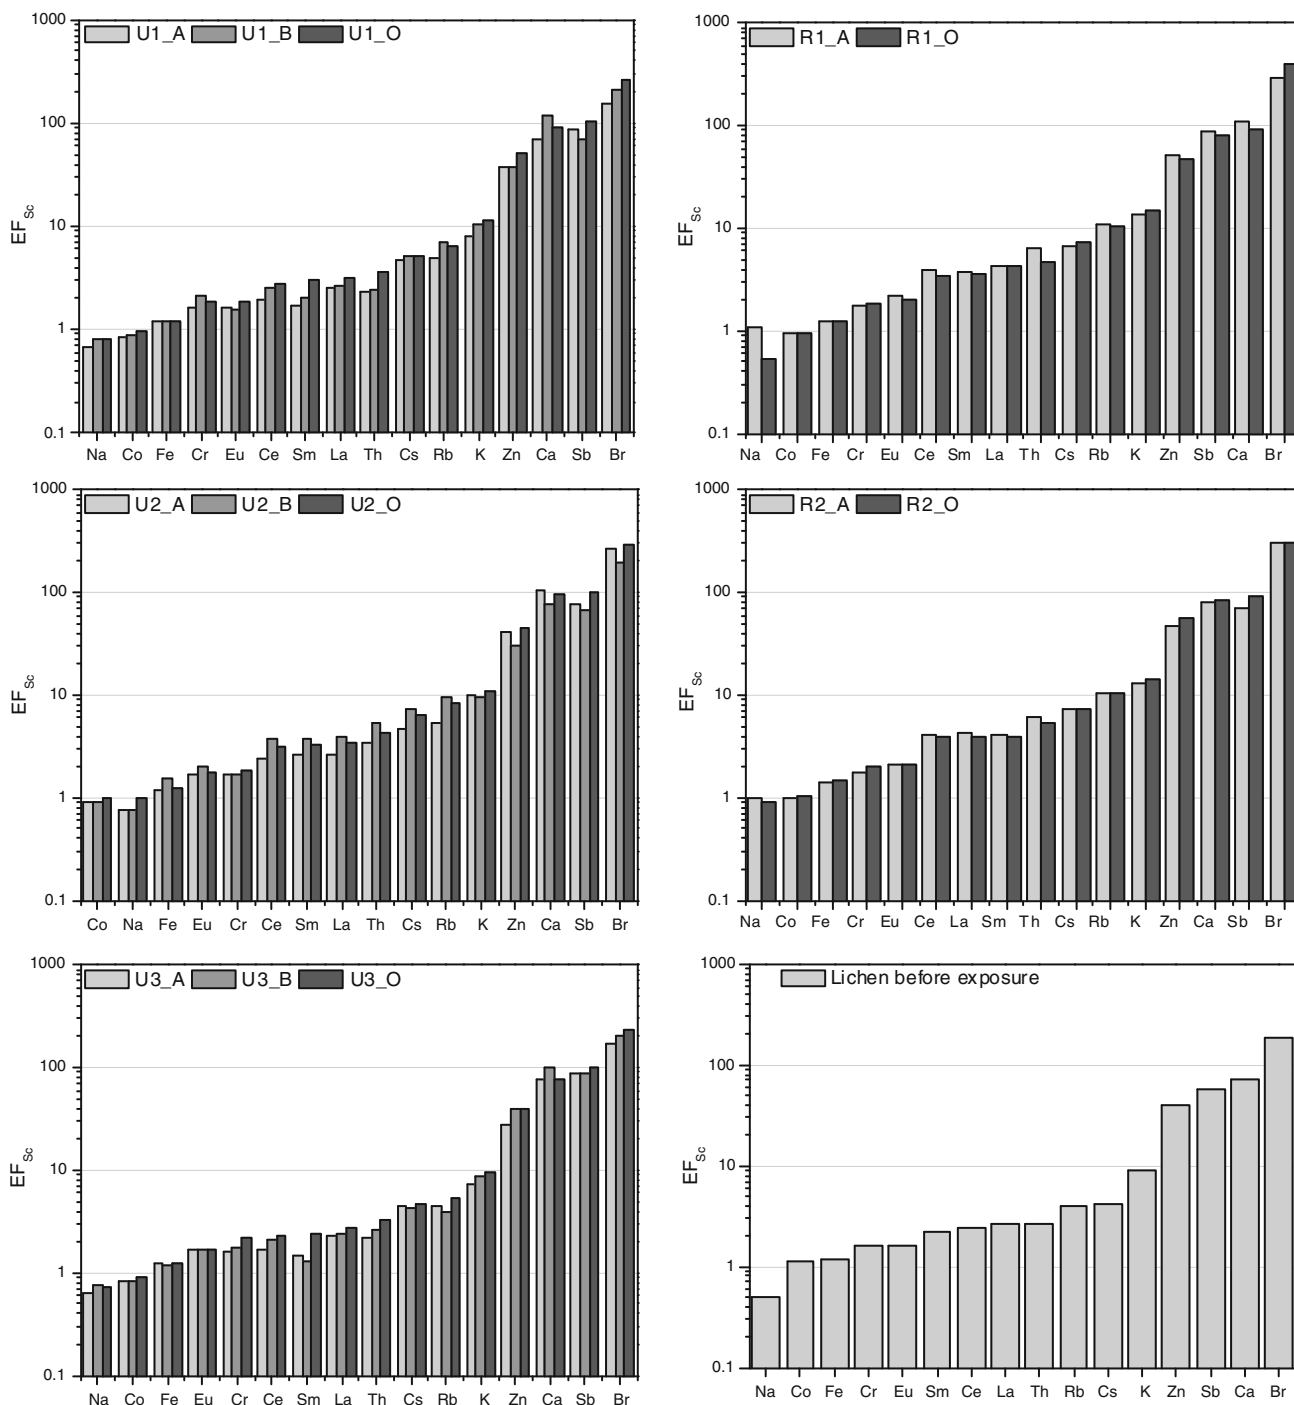 U1_A U1_B U1_O
1000
100
10
1
0.1
EFSc
Na Co Fe Cr Eu Ce Sm La Th Cs Rb K Zn Ca Sb Br
R1_A R1_O
1000
100
10
1
0.1
EFSc
Na Co Fe Cr Eu Ce Sm La Th Cs Rb K Zn Sb Ca Br
U2_A U2_B U2_O
1000
100
10
1
0.1
EFSc
Co Na Fe Eu Cr Ce Sm La Th Cs Rb K Zn Ca Sb Br
R2_A R2_O
1000
100
10
1
0.1
EFSc
Na Co Fe Cr Eu Ce La Sm Th Cs Rb K Zn Ca Sb Br
U3_A U3_B U3_O
1000
100
10
1
0.1
EFSc
Na Co Fe Eu Cr Ce Sm La Th Cs Rb K Zn Ca Sb Br
Lichen before exposure
1000
100
10
1
0.1
EFSc
Na Co Fe Cr Eu Sm Ce La Th Rb Cs K Zn Sb Ca Br